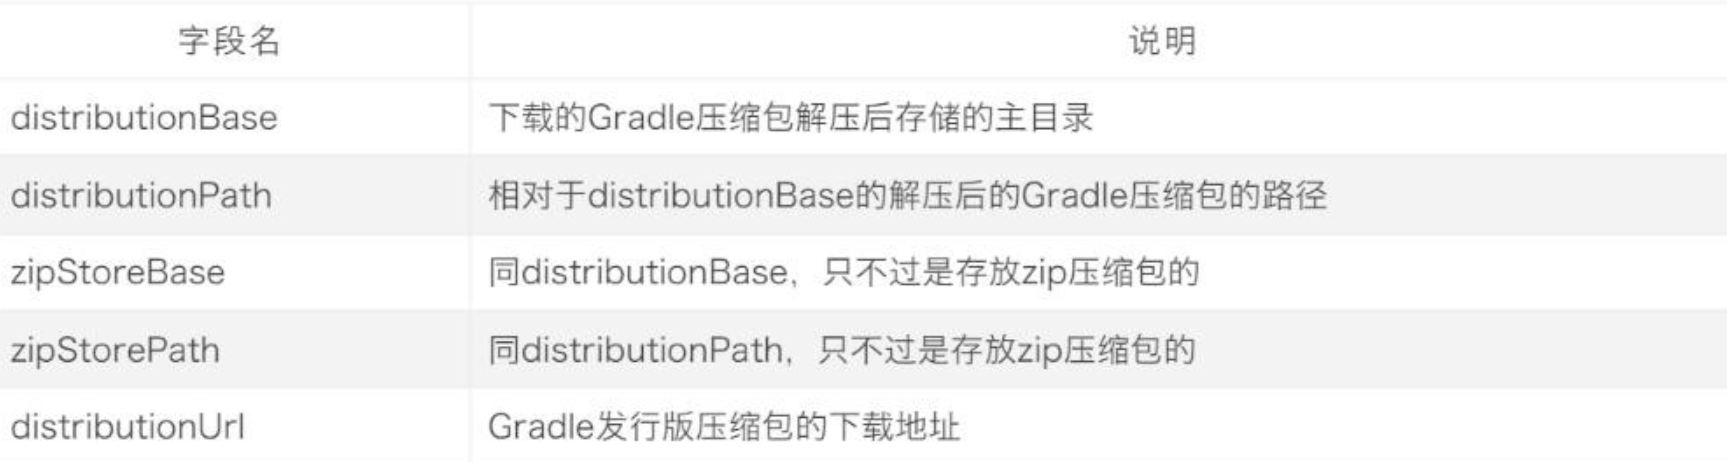 字段名 说明
distributionBase 下载的Gradle压缩包解压后存储的主目录
distributionPath 相对于distributionBase的解压后的Gradle压缩包的路径
zipStoreBase 同distributionBase，只不过是存放zip压缩包的
zipStorePath 同distributionPath，只不过是存放zip压缩包的
distributionUrl Gradle发行版压缩包的下载地址